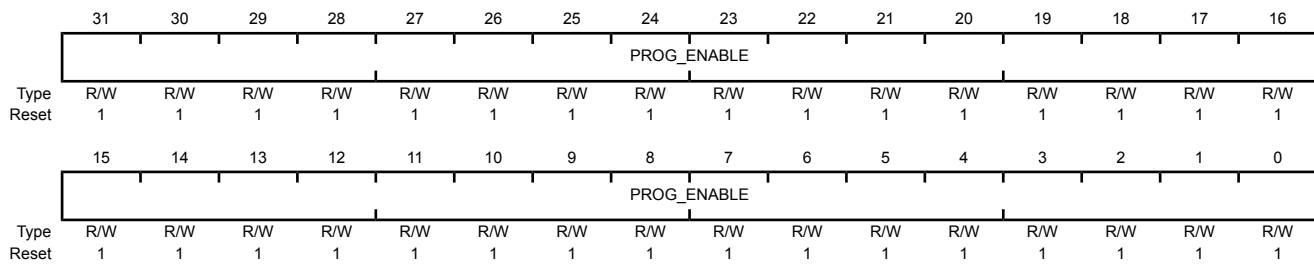 31 30 29 28 27 26 25 24 23 22 21 20 19 18 17 16
PROG_ENABLE
Type R/W R/W R/W R/W R/W R/W R/W R/W R/W R/W R/W R/W R/W R/W R/W R/W
Reset 1 1 1 1 1 1 1 1 1 1 1 1 1 1 1 1
15 14 13 12 11 10 9 8 7 6 5 4 3 2 1 0
PROG_ENABLE
Type R/W R/W R/W R/W R/W R/W R/W R/W R/W R/W R/W R/W R/W R/W R/W R/W
Reset 1 1 1 1 1 1 1 1 1 1 1 1 1 1 1 1